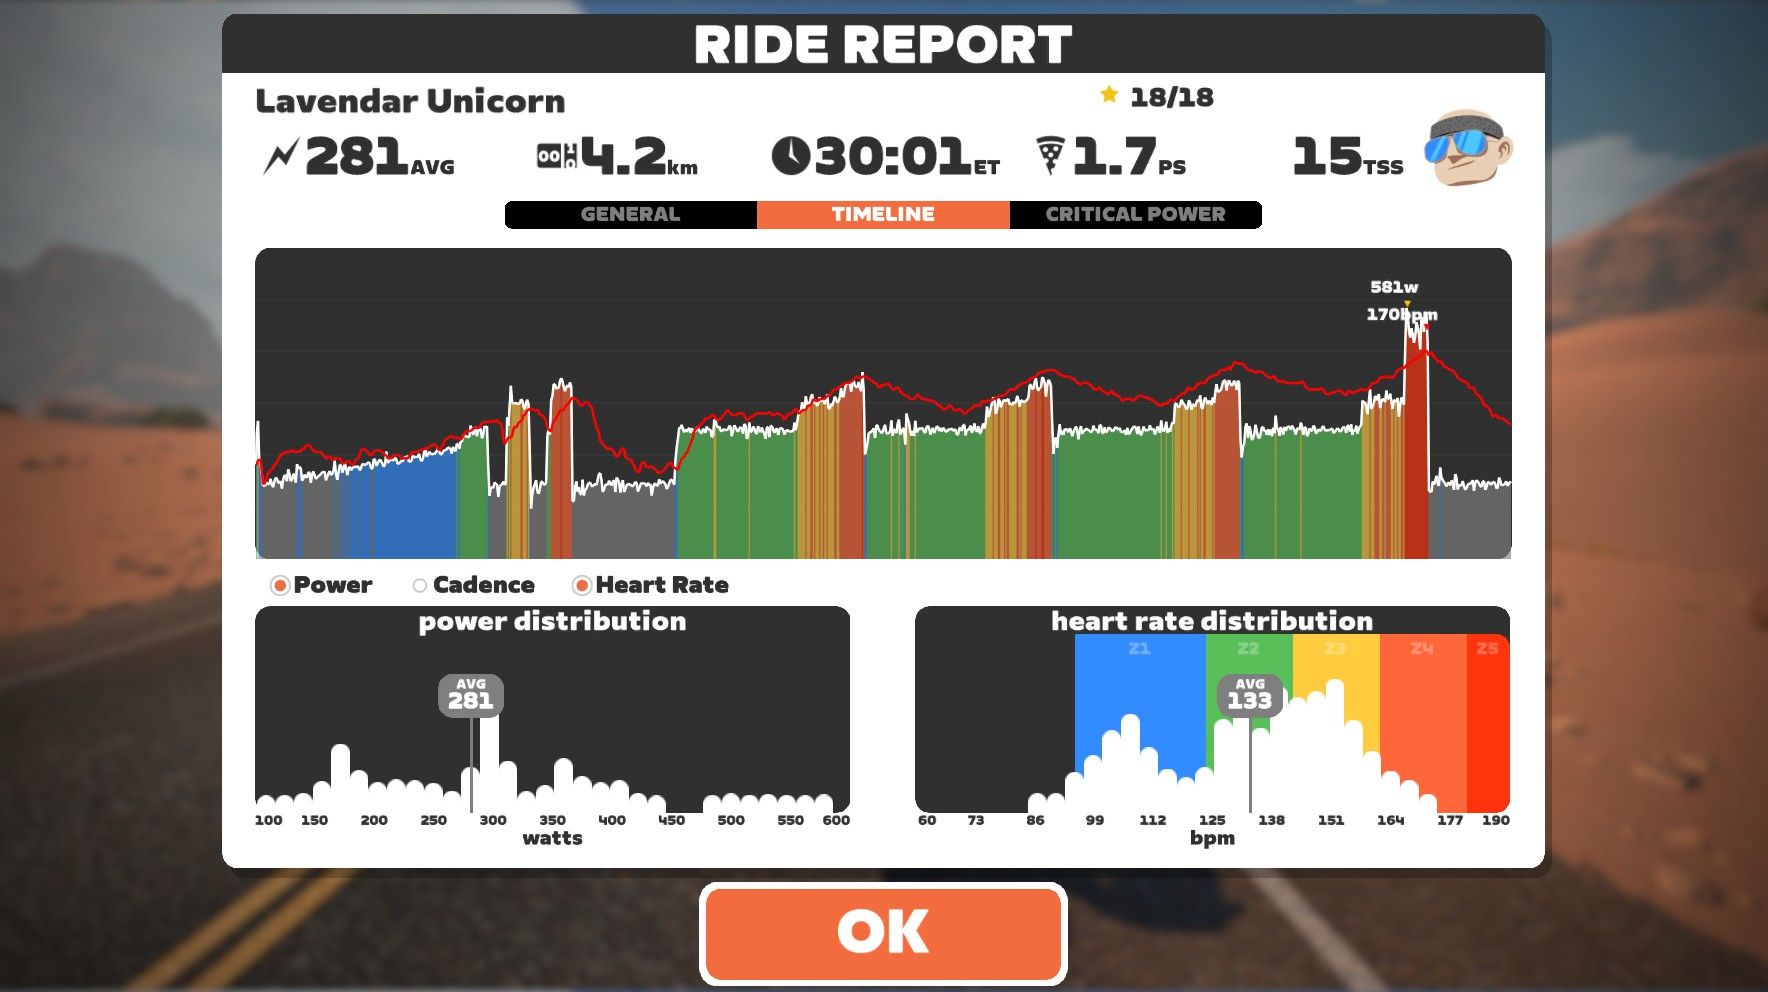 RIDE REPORT
Lavendar Unicorn
18/18
281AVG
4.2km
30:01ET
1.7PS
15TSS
GENERAL
TIMELINE
CRITICAL POWER
581w
170bpm
Power
Cadence
Heart Rate
power distribution
AVG
281
100 150 200 250 300 350 400 450 500 550 600
watts
heart rate distribution
Z1 Z2 Z3 Z4 Z5
AVG
133
60 73 86 99 112 125 138 151 164 177 190
bpm
OK